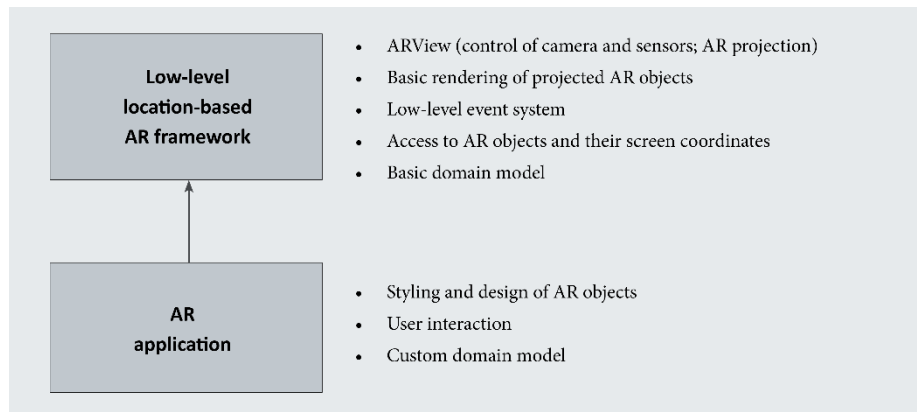 Low-level
location-based
AR framework
• ARView (control of camera and sensors; AR projection)
• Basic rendering of projected AR objects
• Low-level event system
• Access to AR objects and their screen coordinates
• Basic domain model
AR
application
• Styling and design of AR objects
• User interaction
• Custom domain model